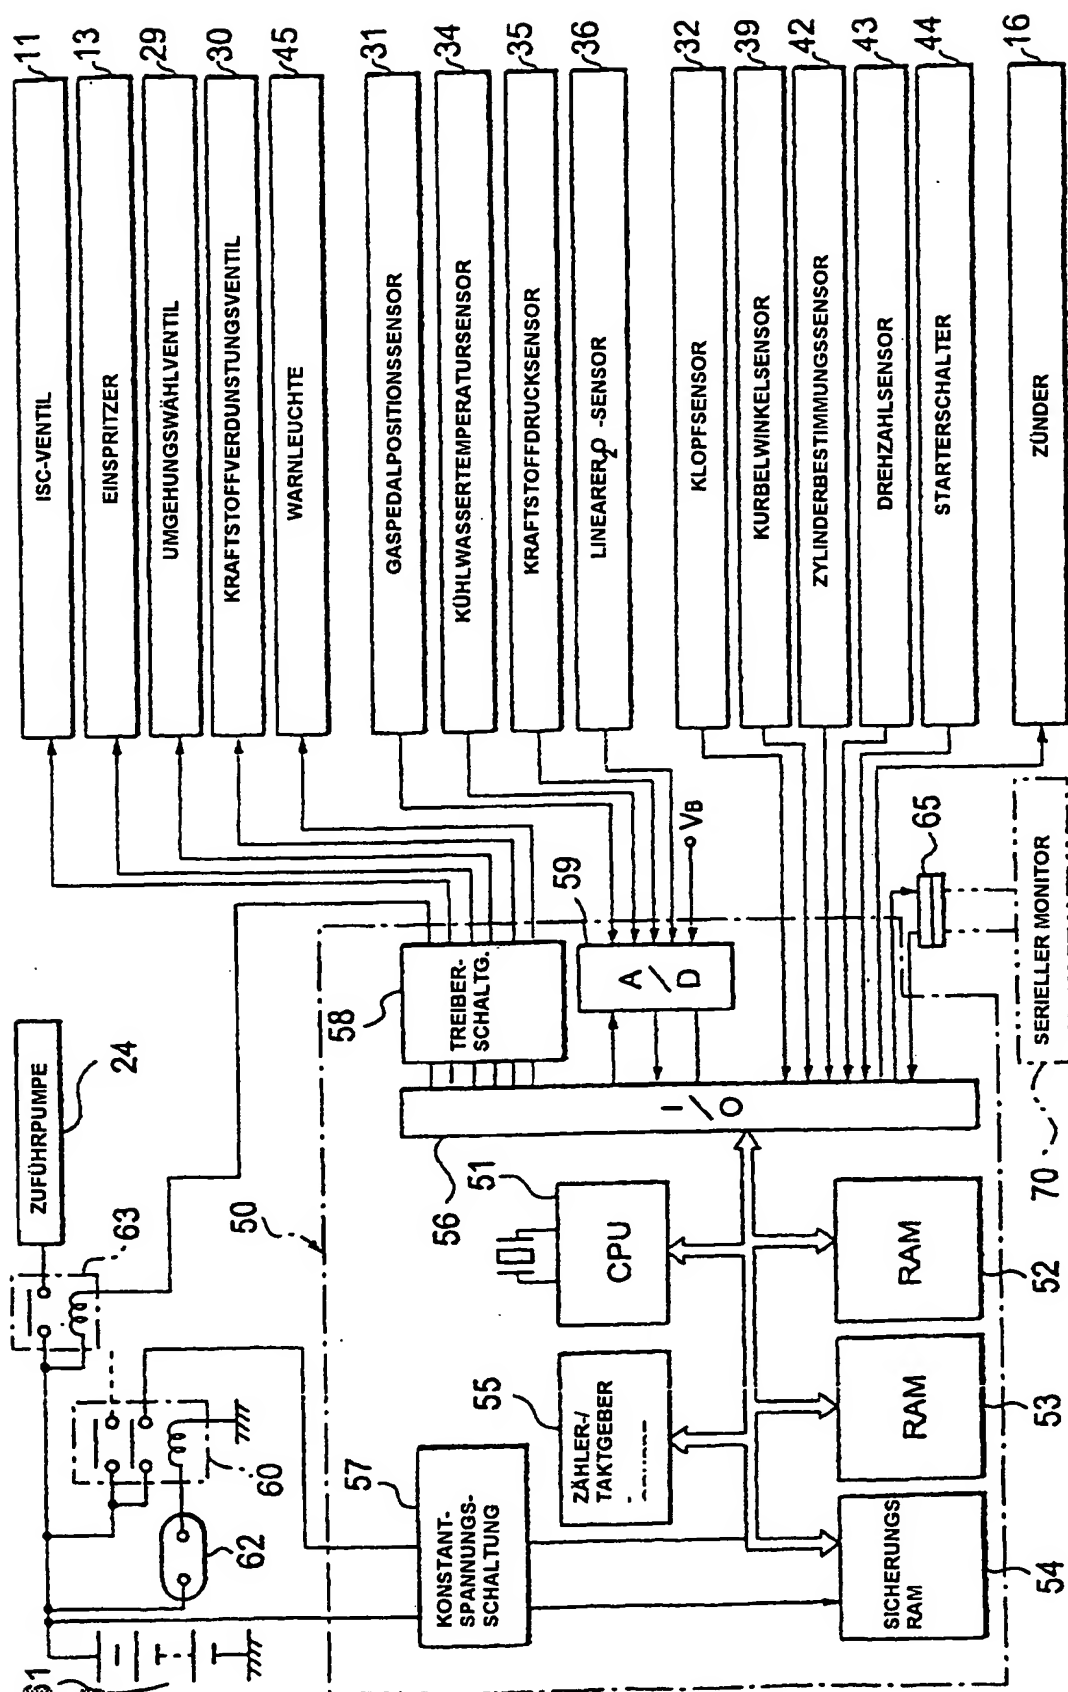 ISC-VENTIL
11
EINSPRITZER
13
UMGEHUNGSWÄHLVENTIL
29
KRAFTSTOFFVERDUNSTUNGSVENTIL
30
WARNLEUCHTE
45
GASPEDALPOSITIONSSENSOR
31
KÜHLWASSERTEMPERATURSENSOR
34
KRAFTSTOFFDRUCKSENSOR
35
LINEARER O2-SENSOR
36
KLOPFSENSOR
32
KURBELWINKELSENSOR
39
ZYLINDERBESTIMMUNGSSENSOR
42
DREHZAHLSENSOR
43
STARTERSCHALTER
44
ZÜNDER
16
ZUFÜHRPUMPE
24
63
60
62
61
50
TREIBER-
SCHALTG.
58
A/D
59
VB
I/O
56
CPU
51
ZÄHLER-/
TAKTGEBER
55
KONSTANT-
SPANNUNGS-
SCHALTUNG
57
RAM
52
RAM
53
SICHERUNGS
RAM
54
65
SERIELLER MONITOR
70